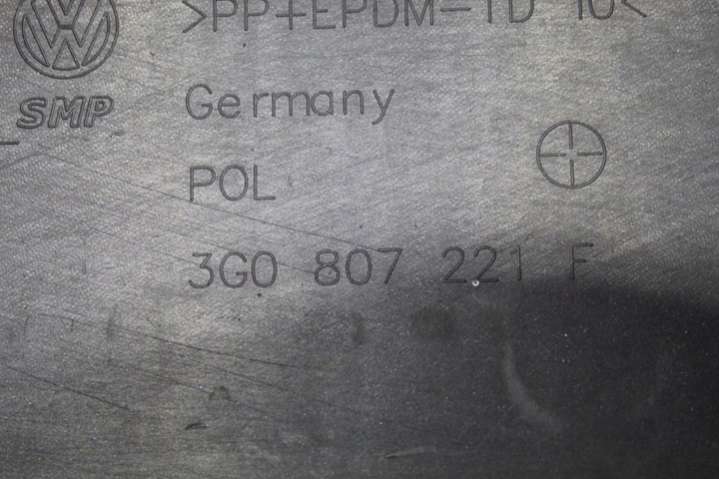 >PP+EPDM-TD 10<
SMP
Germany
POL
3G0 807 221 F